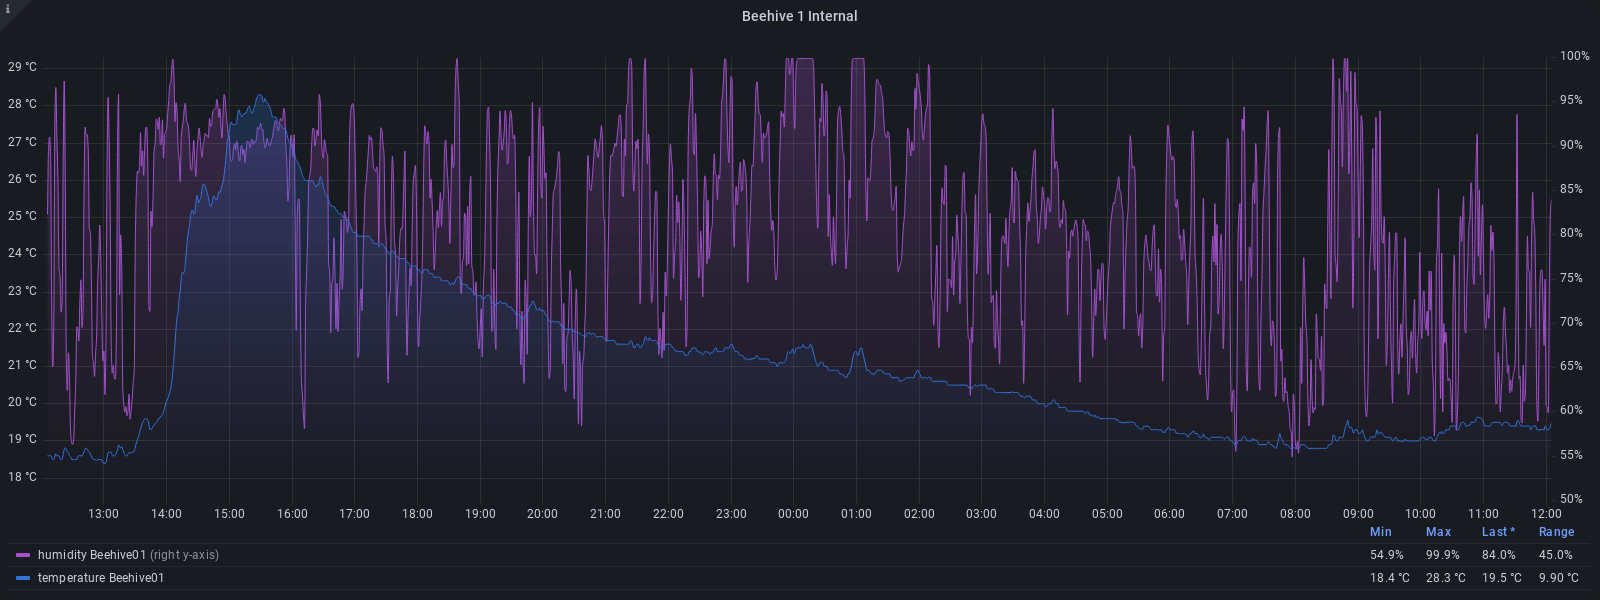 i
Beehive 1 Internal
29 °C
28 °C
27 °C
26 °C
25 °C
24 °C
23 °C
22 °C
21 °C
20 °C
19 °C
18 °C
100%
95%
90%
85%
80%
75%
70%
65%
60%
55%
50%
13:00 14:00 15:00 16:00 17:00 18:00 19:00 20:00 21:00 22:00 23:00 00:00 01:00 02:00 03:00 04:00 05:00 06:00 07:00 08:00 09:00 10:00 11:00 12:00
Min Max Last * Range
humidity Beehive01 (right y-axis) 54.9% 99.9% 84.0% 45.0%
temperature Beehive01 18.4 °C 28.3 °C 19.5 °C 9.90 °C